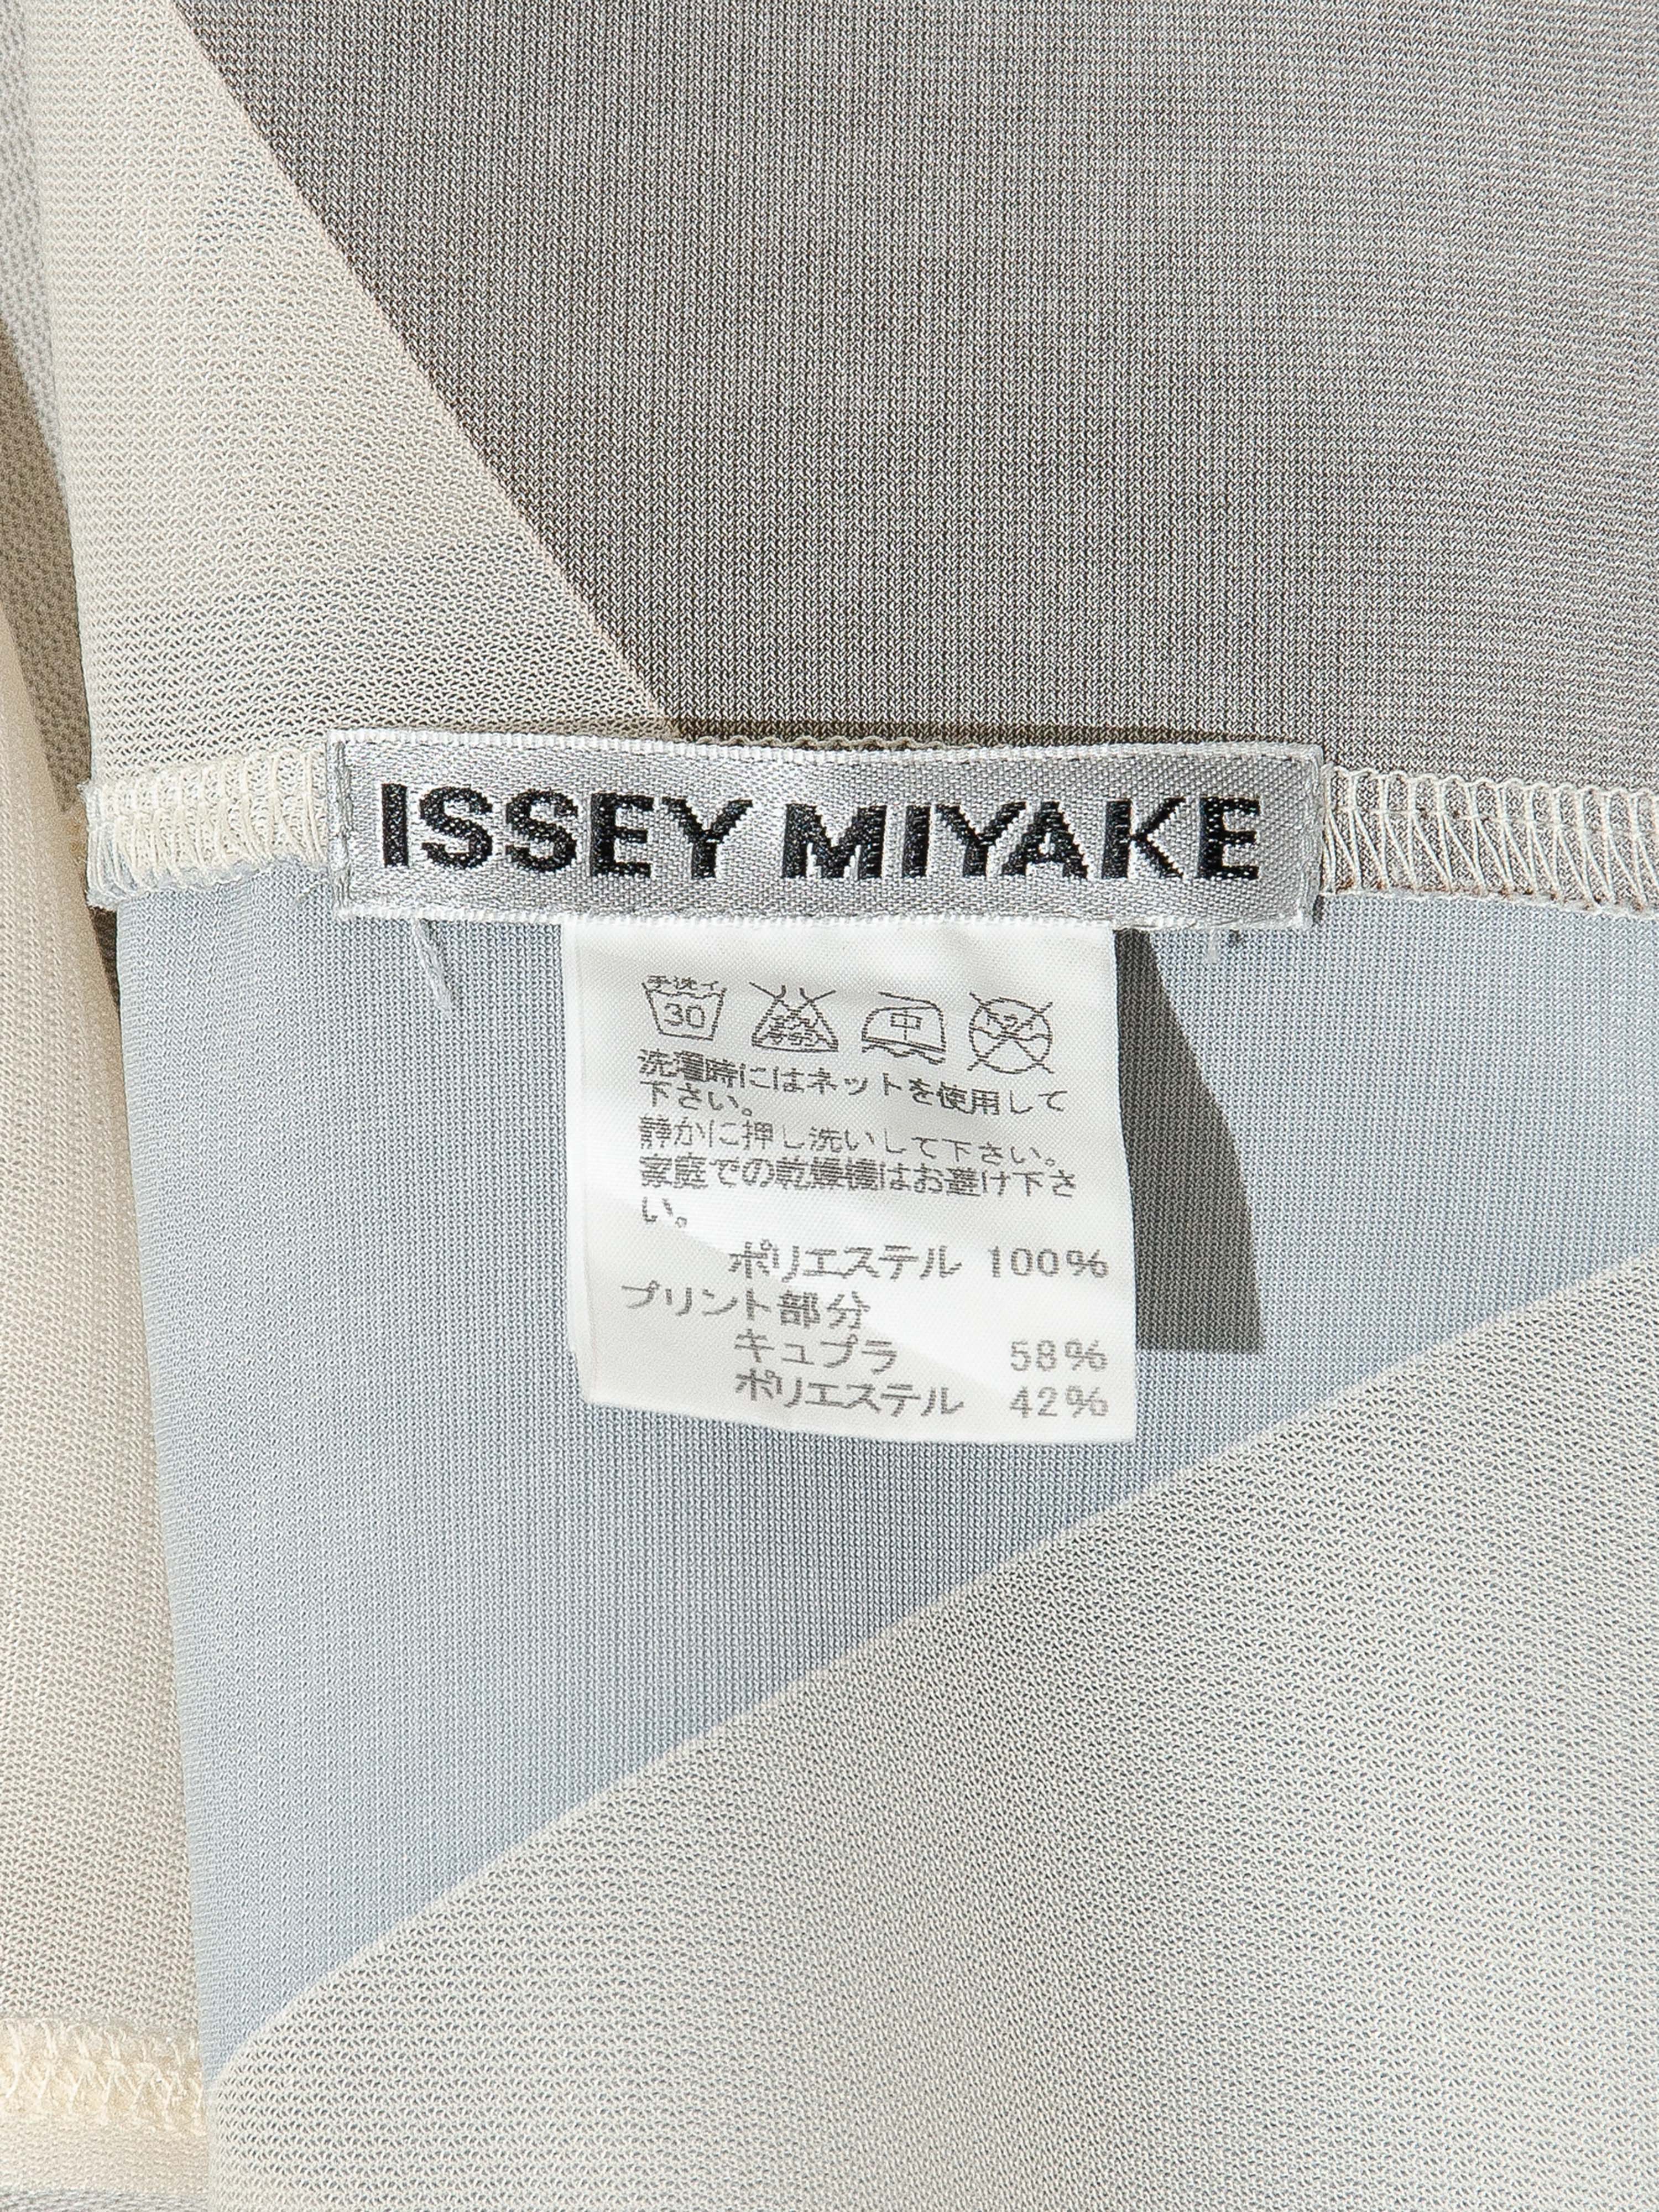 ISSEY MIYAKE
手洗イ
30
中
洗濯時にはネットを使用して
下さい。
静かに押し洗いして下さい。
家庭での乾燥機はお避け下さ
い。
ポリエステル 100%
プリント部分
キュプラ 58%
ポリエステル 42%